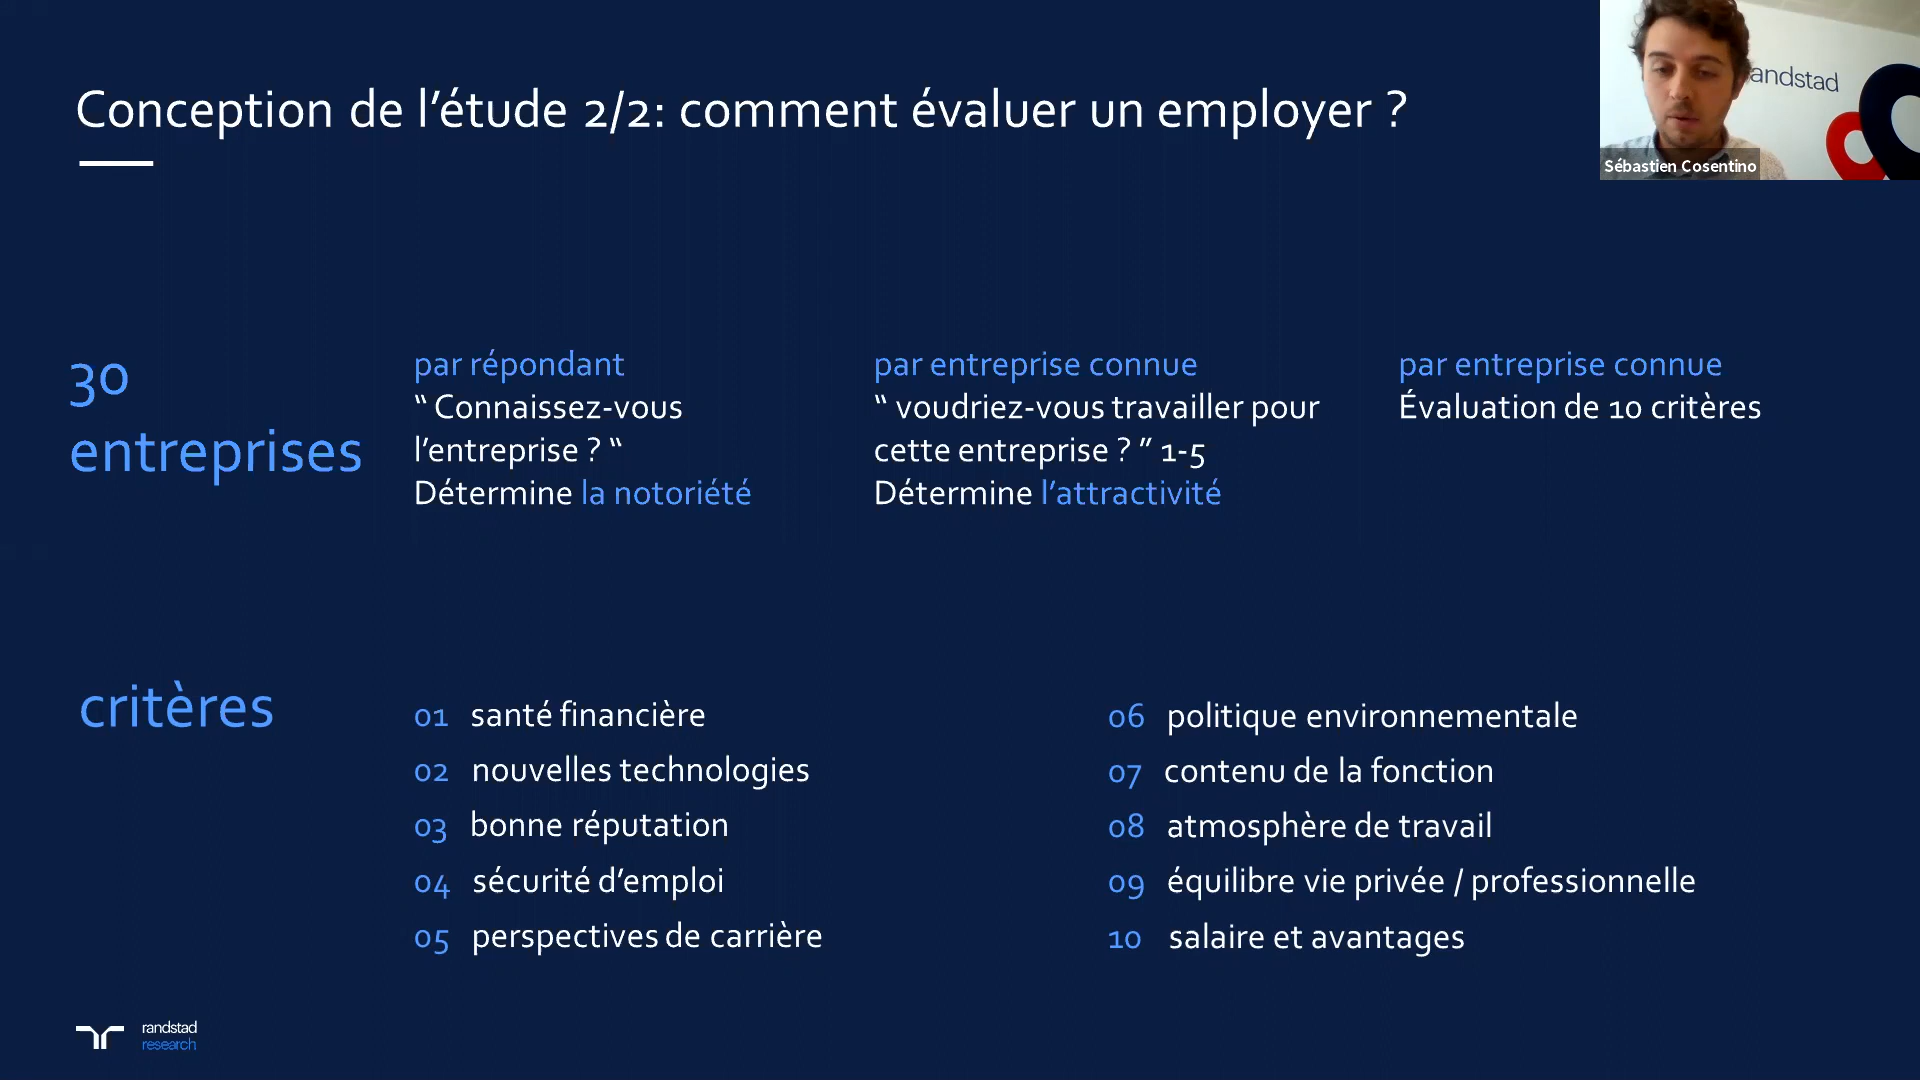 Conception de l’étude 2/2: comment évaluer un employer ?
randstad
Sébastien Cosentino
30
entreprises
par répondant
“ Connaissez-vous
l’entreprise ? “
Détermine la notoriété
par entreprise connue
“ voudriez-vous travailler pour
cette entreprise ? ” 1-5
Détermine l’attractivité
par entreprise connue
Évaluation de 10 critères
critères
01 santé financière
02 nouvelles technologies
03 bonne réputation
04 sécurité d’emploi
05 perspectives de carrière
06 politique environnementale
07 contenu de la fonction
08 atmosphère de travail
09 équilibre vie privée / professionnelle
10 salaire et avantages
randstad
research